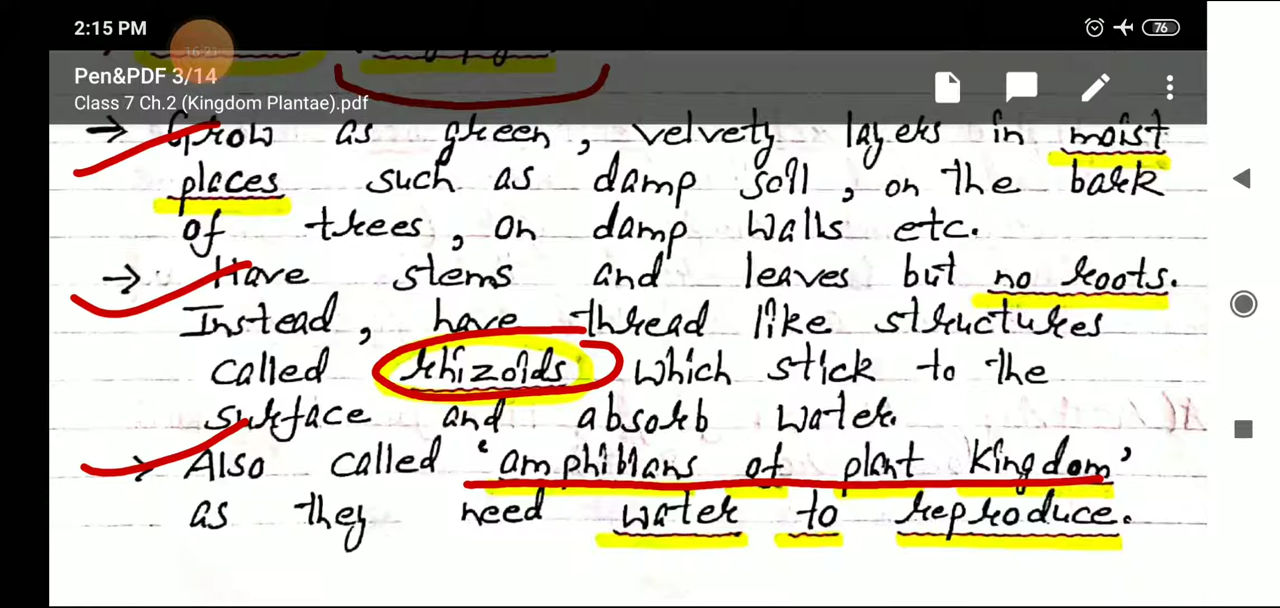 2:15 PM
76
16:21
Pen&PDF 3/14
Class 7 Ch.2 (Kingdom Plantae).pdf
→ Grow as green, velvety layers in moist
places such as damp soil, on the bark
of trees, on damp walls etc.
→ Have stems and leaves but no roots.
Instead, have thread like structures
called rhizoids which stick to the
surface and absorb water.
→ Also called 'amphibians of plant kingdom'
as they need water to reproduce.